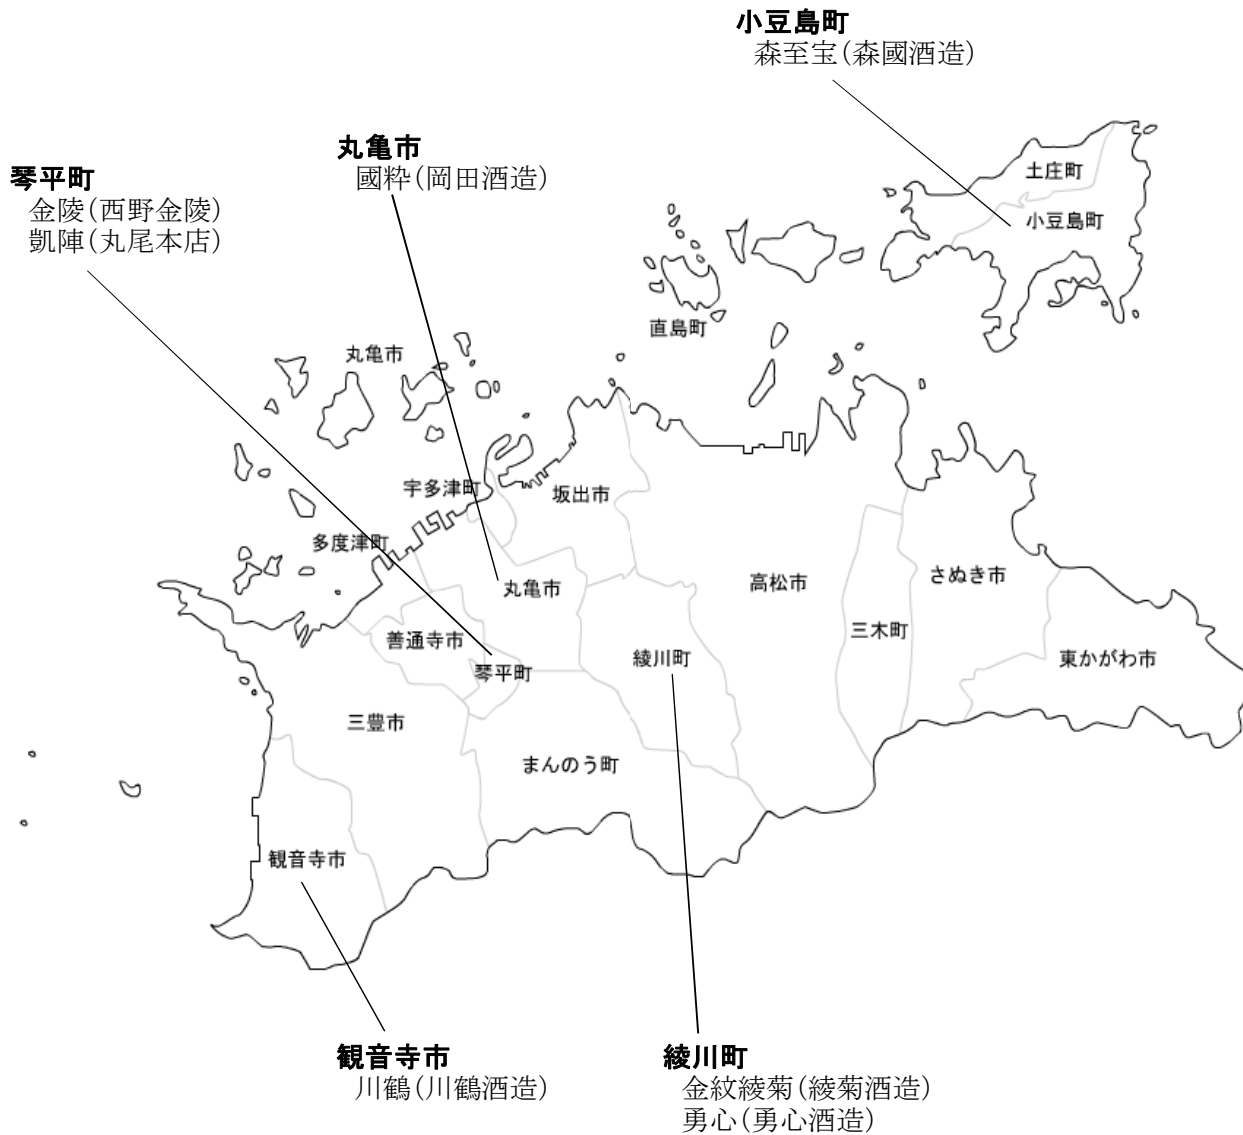 小豆島町
森至宝(森國酒造)
丸亀市
國粋(岡田酒造)
琴平町
金陵(西野金陵)
凱陣(丸尾本店)
土庄町
小豆島町
直島町
丸亀市
宇多津町
坂出市
多度津町
丸亀市
高松市
さぬき市
善通寺市
琴平町
綾川町
三木町
東かがわ市
三豊市
まんのう町
観音寺市
観音寺市
川鶴(川鶴酒造)
綾川町
金紋綾菊(綾菊酒造)
勇心(勇心酒造)